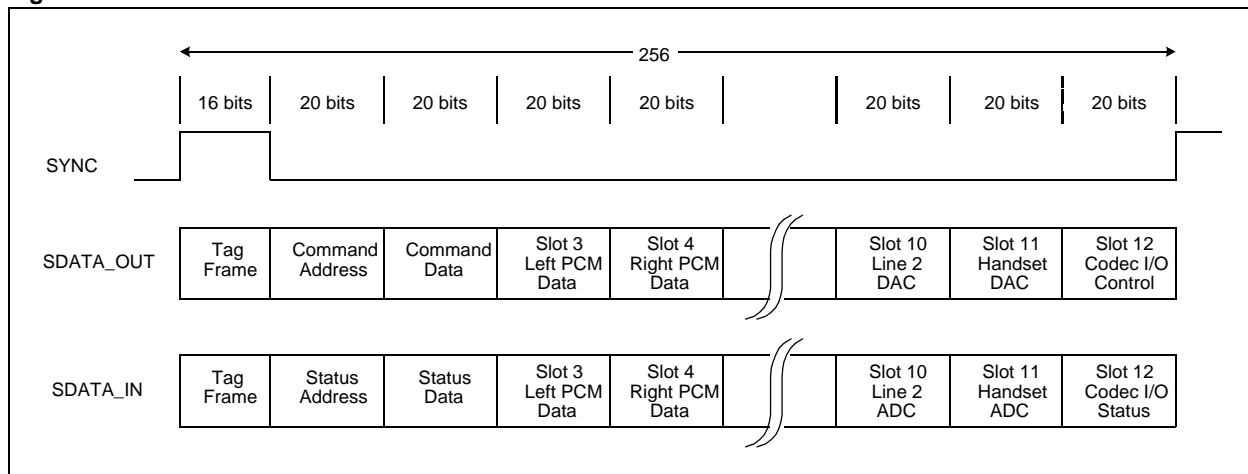 256
16 bits 20 bits 20 bits 20 bits 20 bits 20 bits 20 bits 20 bits
SYNC
SDATA_OUT
Tag
Frame
Command
Address
Command
Data
Slot 3
Left PCM
Data
Slot 4
Right PCM
Data
Slot 10
Line 2
DAC
Slot 11
Handset
DAC
Slot 12
Codec I/O
Control
SDATA_IN
Tag
Frame
Status
Address
Status
Data
Slot 3
Left PCM
Data
Slot 4
Right PCM
Data
Slot 10
Line 2
ADC
Slot 11
Handset
ADC
Slot 12
Codec I/O
Status